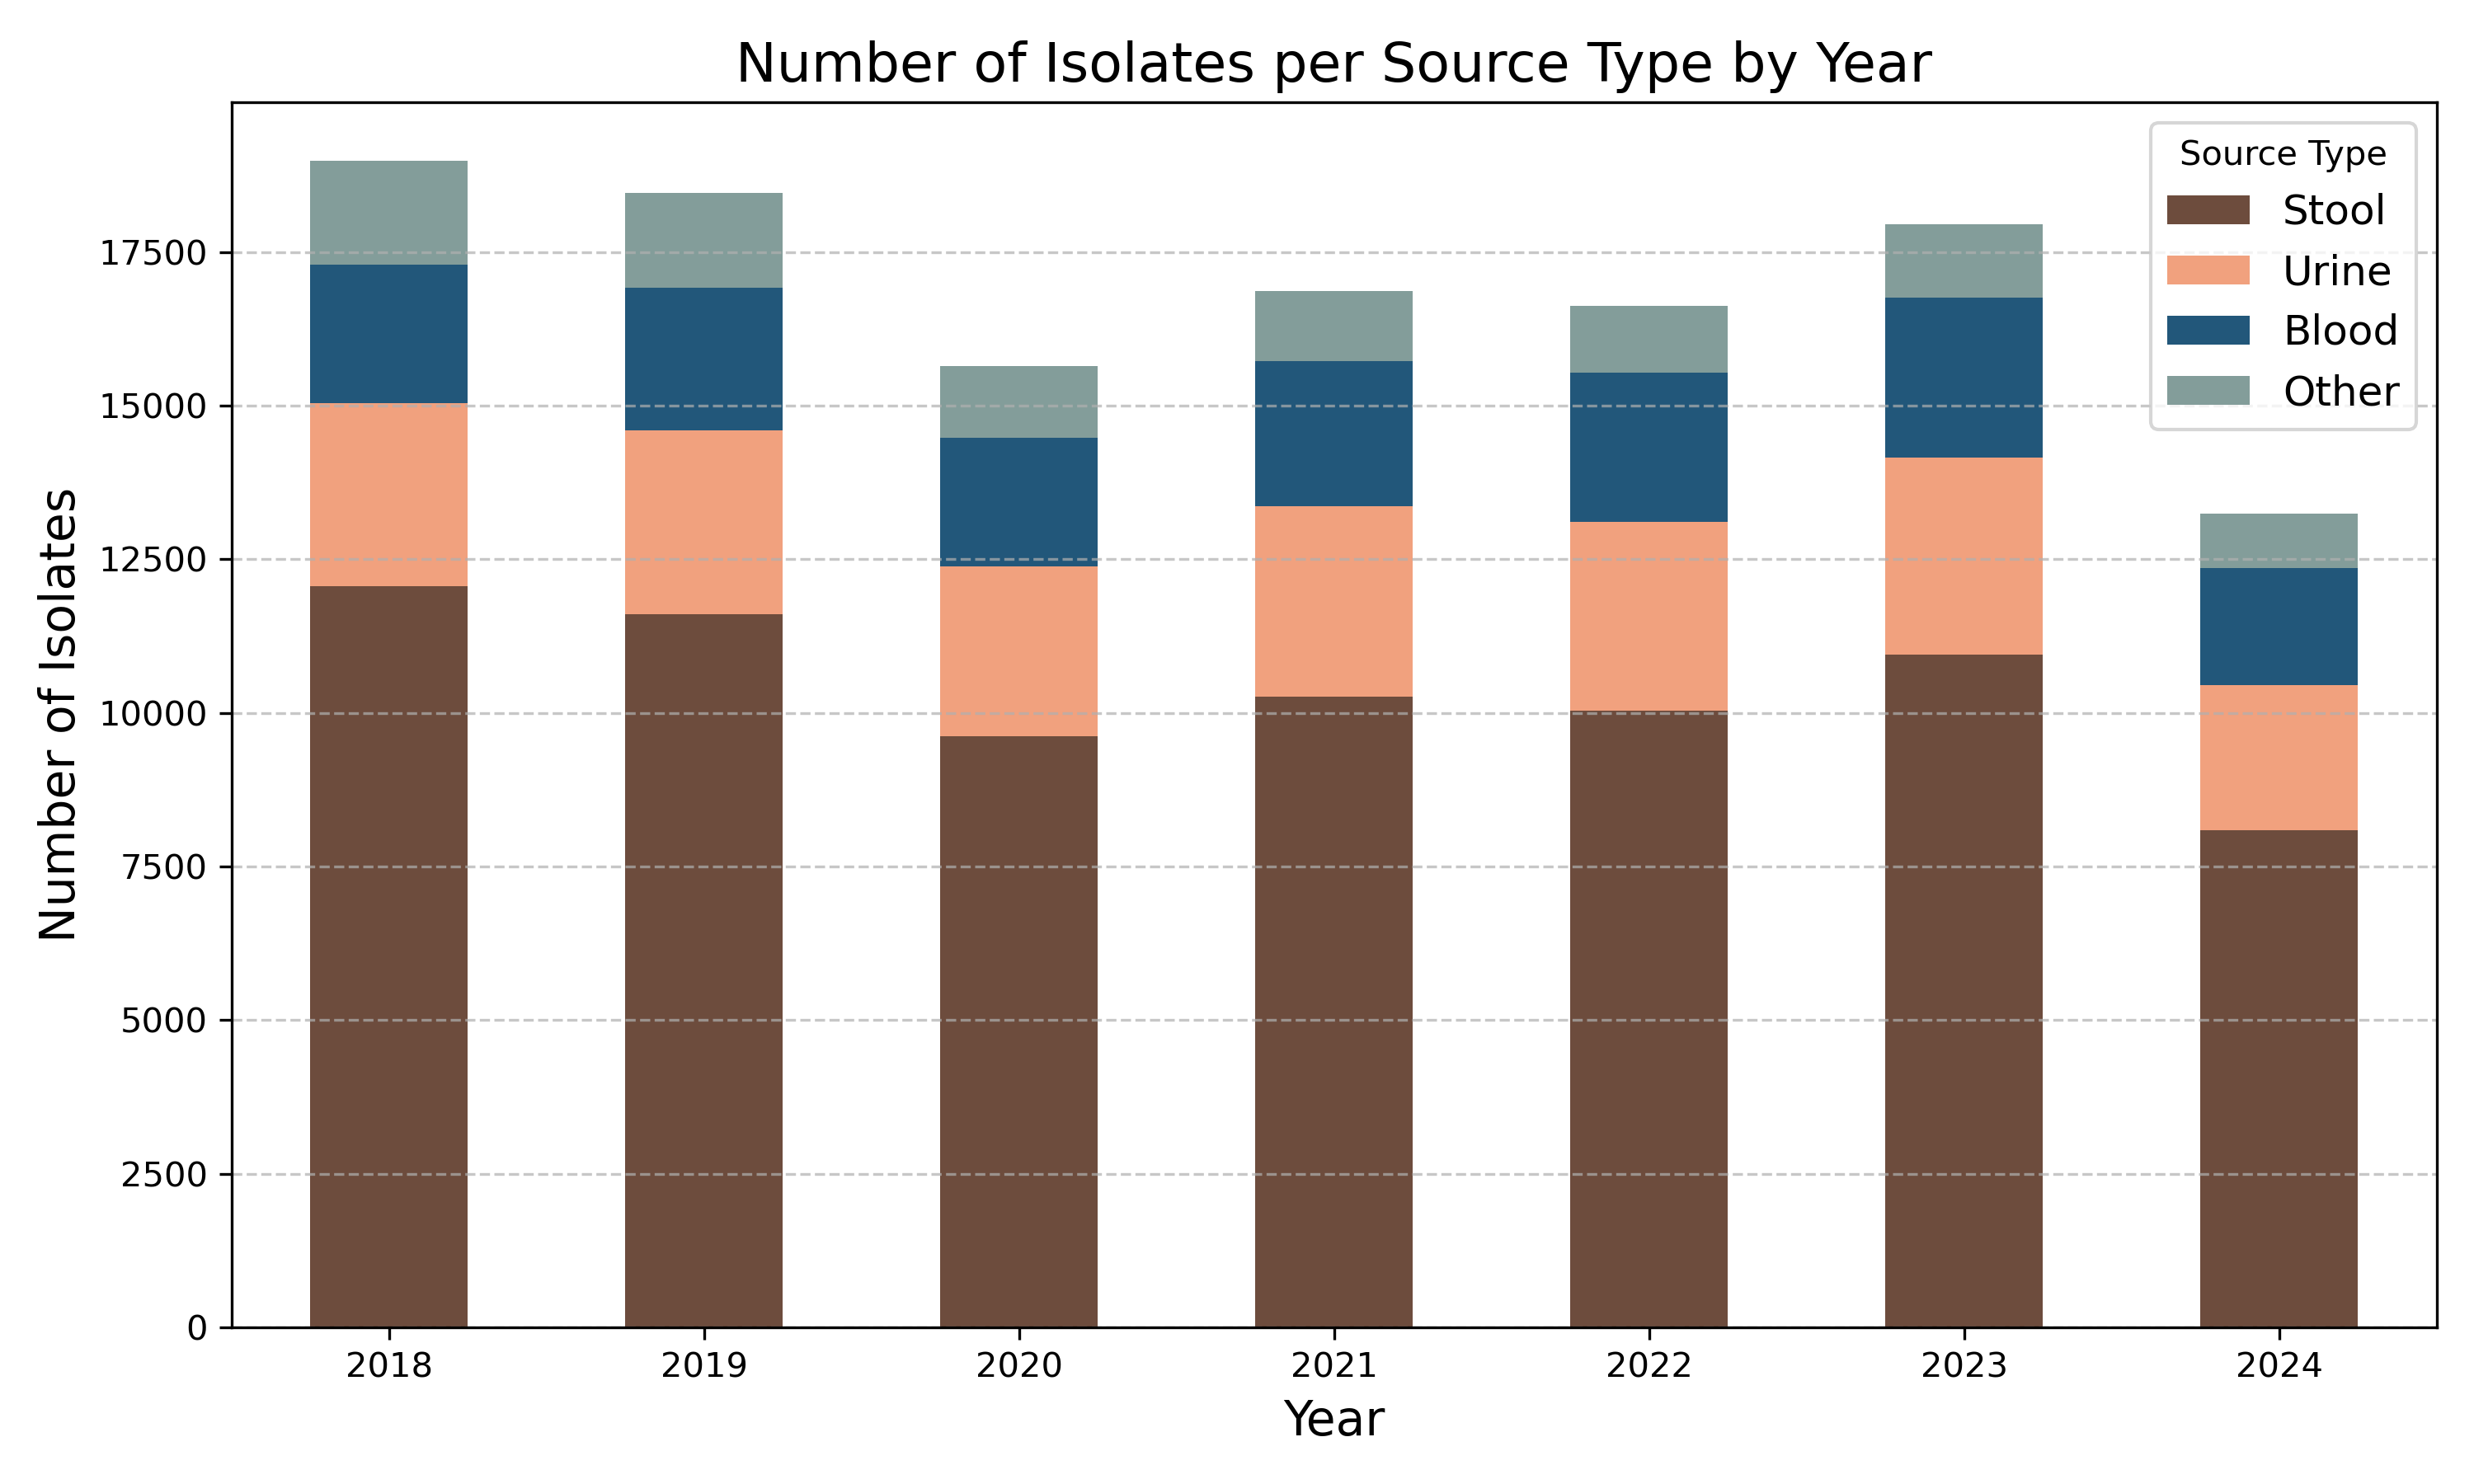 Number of Isolates per Source Type by Year
Number of Isolates
17500
15000
12500
10000
7500
5000
2500
0
Source Type
Stool
Urine
Blood
Other
2018 2019 2020 2021 2022 2023 2024
Year